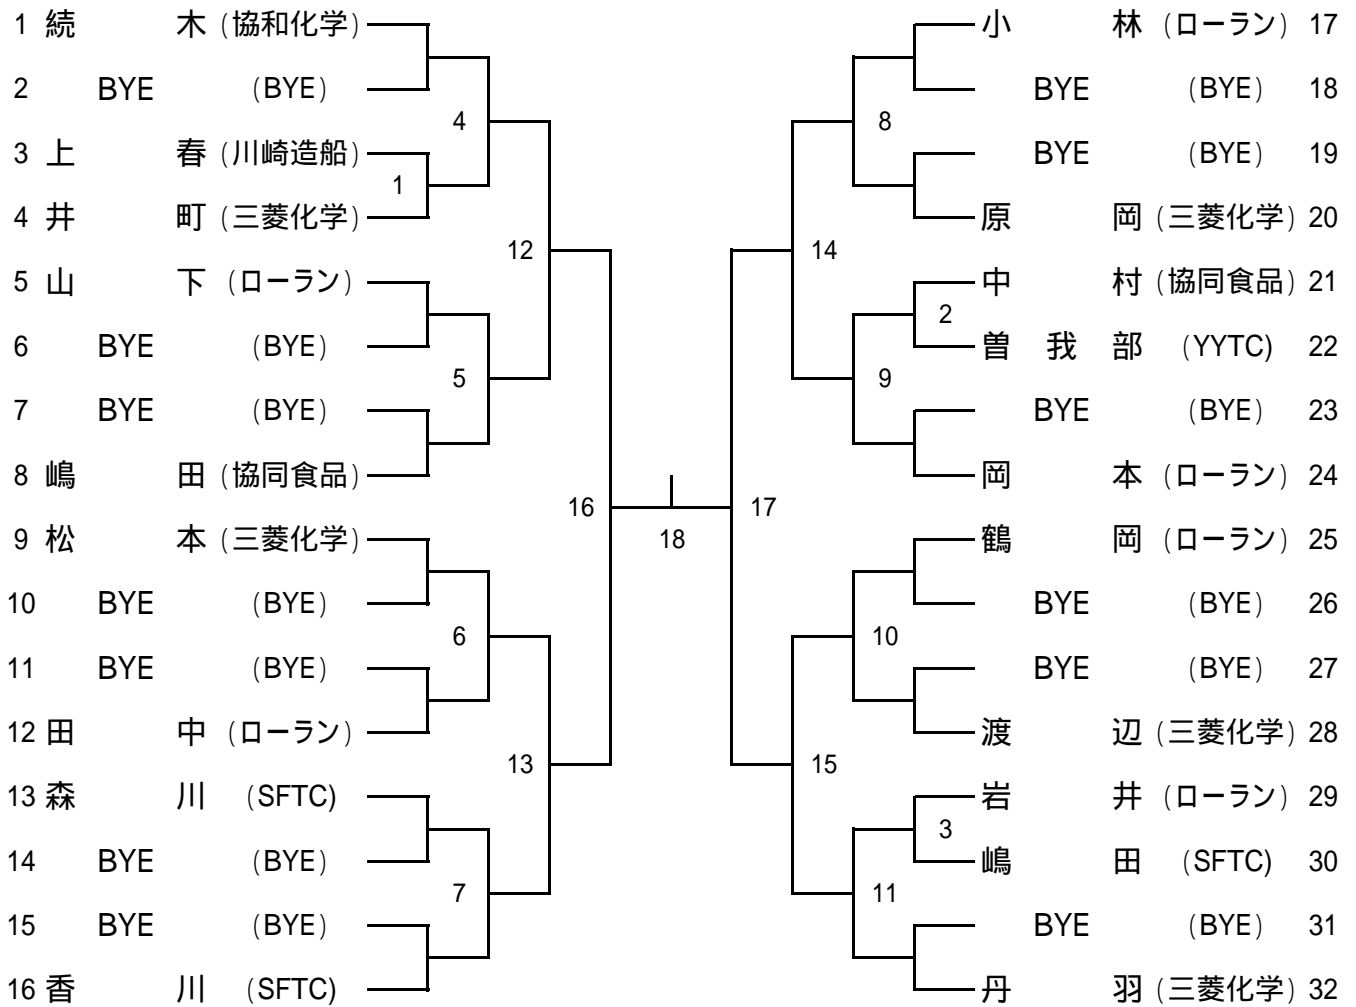 1 続 木 (協和化学)
2 BYE (BYE)
4
3 上 春 (川崎造船)
1
4 井 町 (三菱化学)
12
5 山 下 (ローラン)
6 BYE (BYE)
5
7 BYE (BYE)
8 嶋 田 (協同食品)
16
9 松 本 (三菱化学)
10 BYE (BYE)
6
11 BYE (BYE)
12 田 中 (ローラン)
13
13 森 川 (SFTC)
14 BYE (BYE)
7
15 BYE (BYE)
16 香 川 (SFTC)
18
小 林 (ローラン) 17
BYE (BYE) 18
8
BYE (BYE) 19
原 岡 (三菱化学) 20
14
中 村 (協同食品) 21
2
曽 我 部 (YYTC) 22
9
BYE (BYE) 23
岡 本 (ローラン) 24
17
鶴 岡 (ローラン) 25
BYE (BYE) 26
10
BYE (BYE) 27
渡 辺 (三菱化学) 28
15
岩 井 (ローラン) 29
3
嶋 田 (SFTC) 30
11
BYE (BYE) 31
丹 羽 (三菱化学) 32